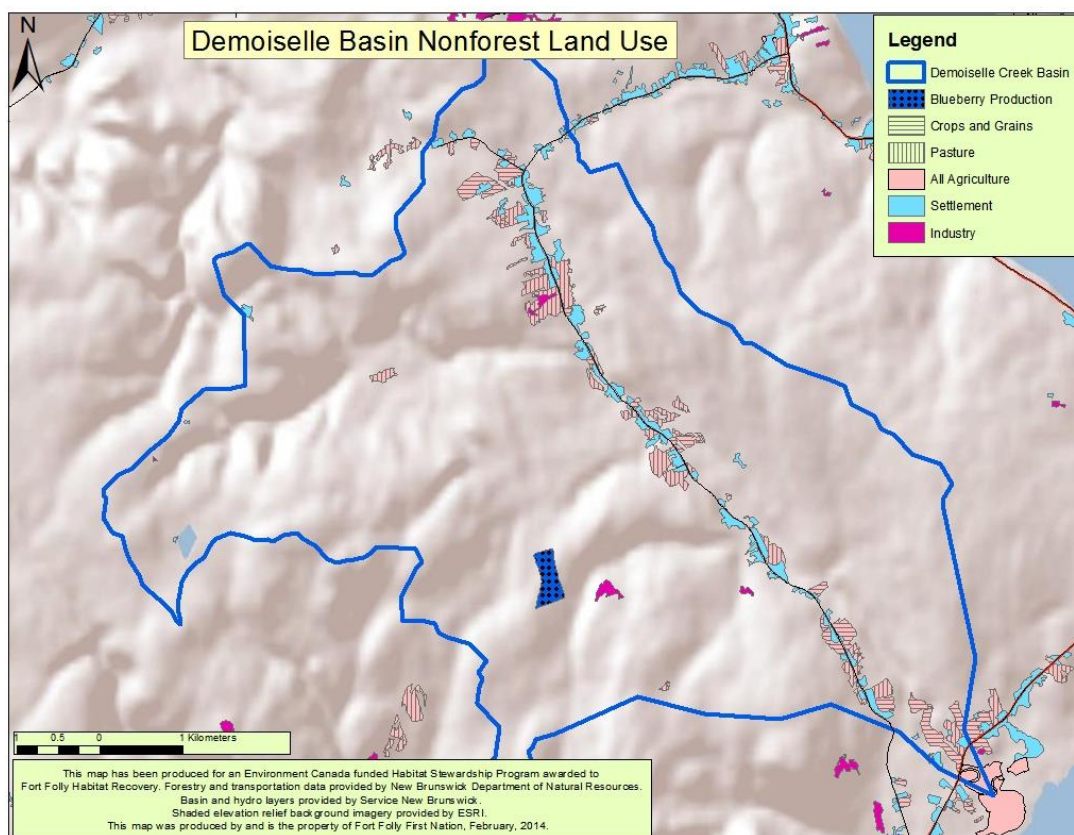 N
Demoiselle Basin Nonforest Land Use
Legend
Demoiselle Creek Basin
Blueberry Production
Crops and Grains
Pasture
All Agriculture
Settlement
Industry
1 0.5 0 1 Kilometers
This map has been produced for an Environment Canada funded Habitat Stewardship Program awarded to
Fort Folly Habitat Recovery. Forestry and transportation data provided by New Brunswick Department of Natural Resources.
Basin and hydro layers provided by Service New Brunswick.
Shaded elevation relief background imagery provided by ESRI.
This map was produced by and is the property of Fort Folly First Nation, February, 2014.